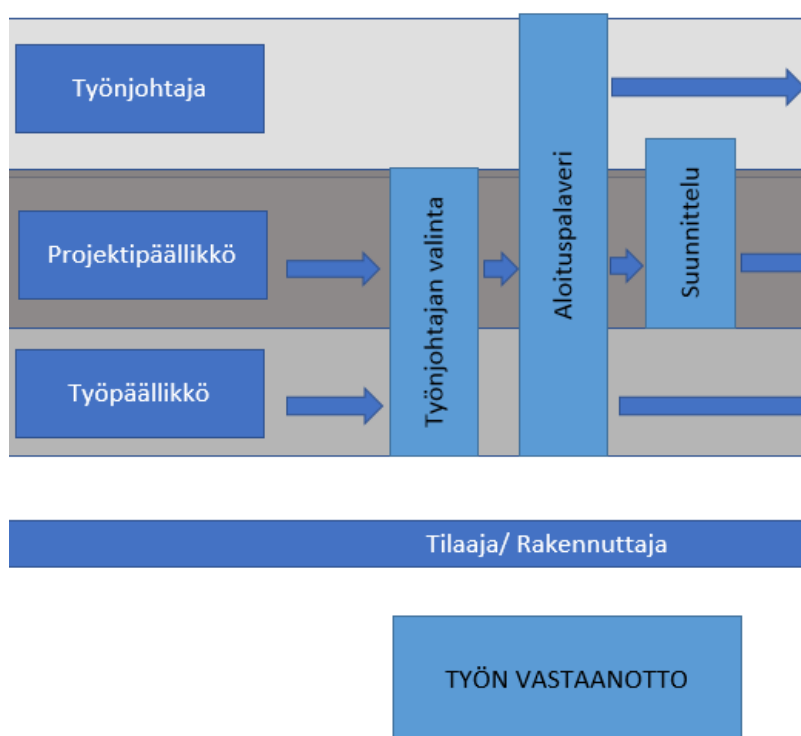 Työnjohtaja
Projektipäällikkö
Työpäällikkö
Työnjohtajan valinta
Aloituspalaveri
Suunnittelu
Tilaaja/ Rakennuttaja
TYÖN VASTAANOTTO